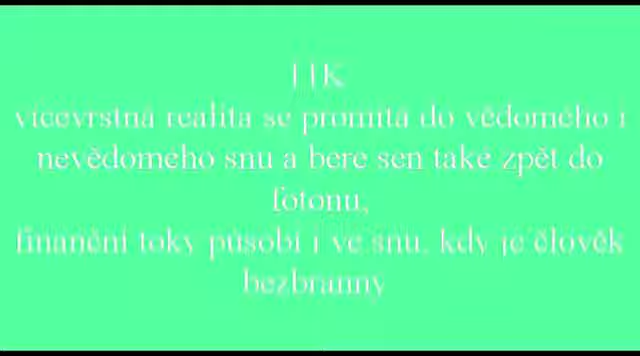 11K
vícevrstná realita se promítá do vědomého i
nevědomého snu a bere sen také zpět do
fotonu,
finanční toky působí i ve snu, kdy je člověk
bezbranný